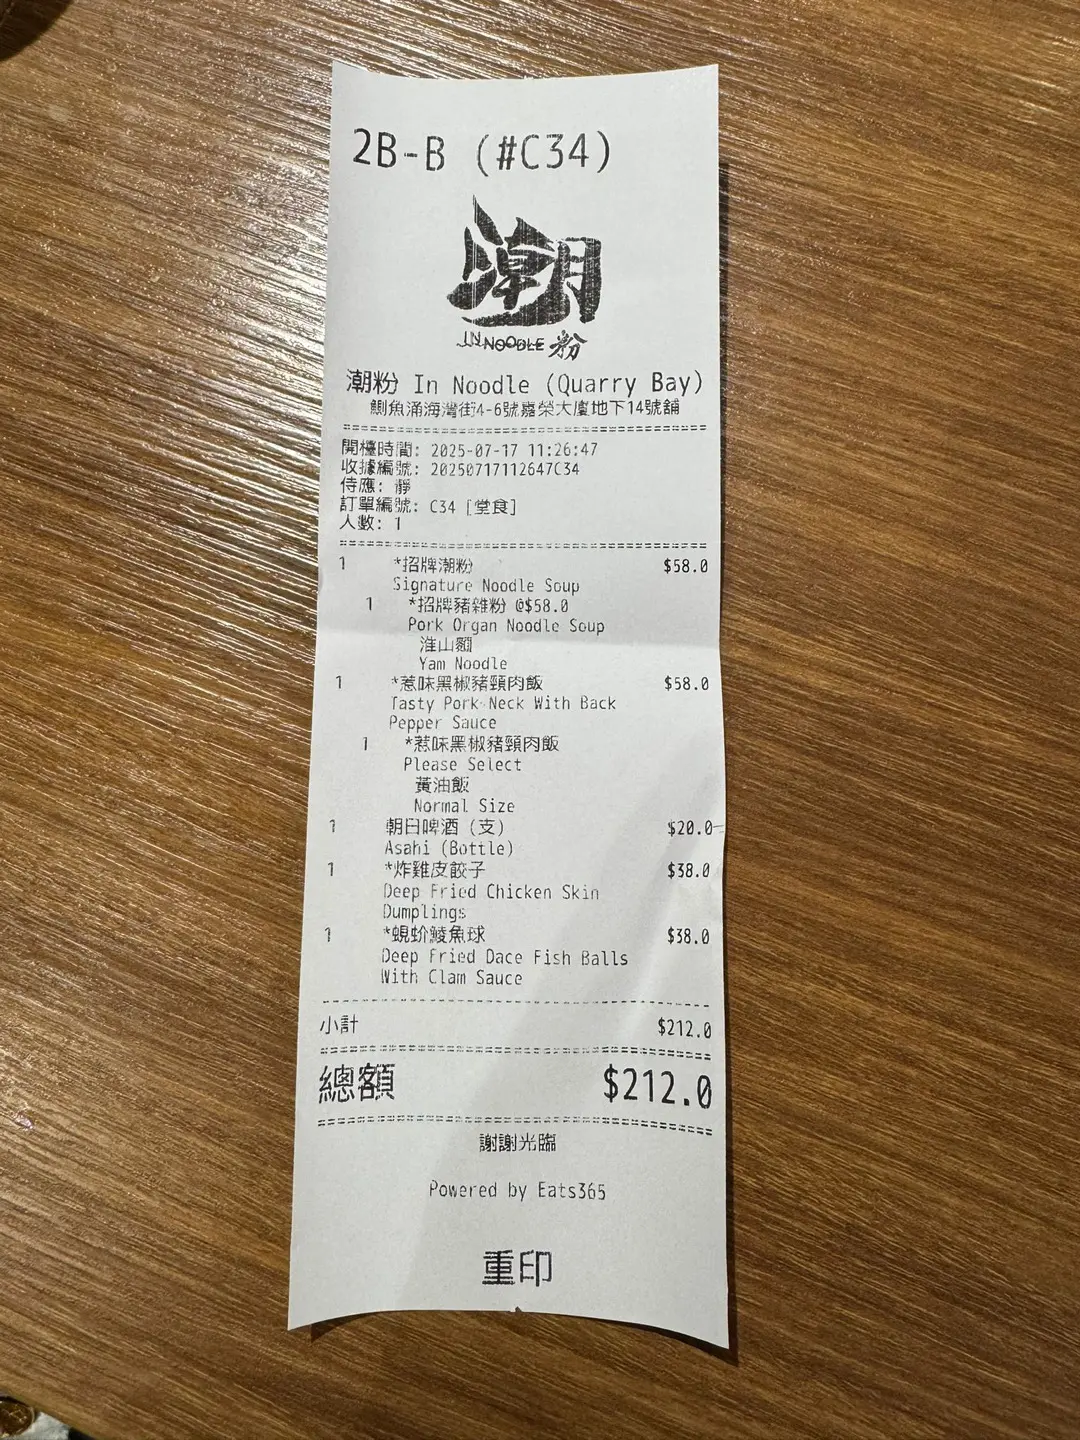 2B-B (#C34)
潮
IN NOODLE 粉
潮粉 In Noodle (Quarry Bay)
鰂魚涌海灣街4-6號嘉榮大廈地下14號舖
開檯時間: 2025-07-17 11:26:47
收據編號: 20250717112647C34
侍應: 靜
訂單編號: C34 [堂食]
人數: 1
1 *招牌潮粉 $58.0
Signature Noodle Soup
1 *招牌豬雜粉 @$58.0
Pork Organ Noodle Soup
淮山麵
Yam Noodle
1 *惹味黑椒豬頸肉飯 $58.0
Tasty Pork Neck With Back
Pepper Sauce
1 *惹味黑椒豬頸肉飯
Please Select
黃油飯
Normal Size
1 朝日啤酒 (支) $20.0
Asahi (Bottle)
1 *炸雞皮餃子 $38.0
Deep Fried Chicken Skin
Dumplings
1 *蜆蚧鯪魚球 $38.0
Deep Fried Dace Fish Balls
With Clam Sauce
小計 $212.0
總額 $212.0
謝謝光臨
Powered by Eats365
重印